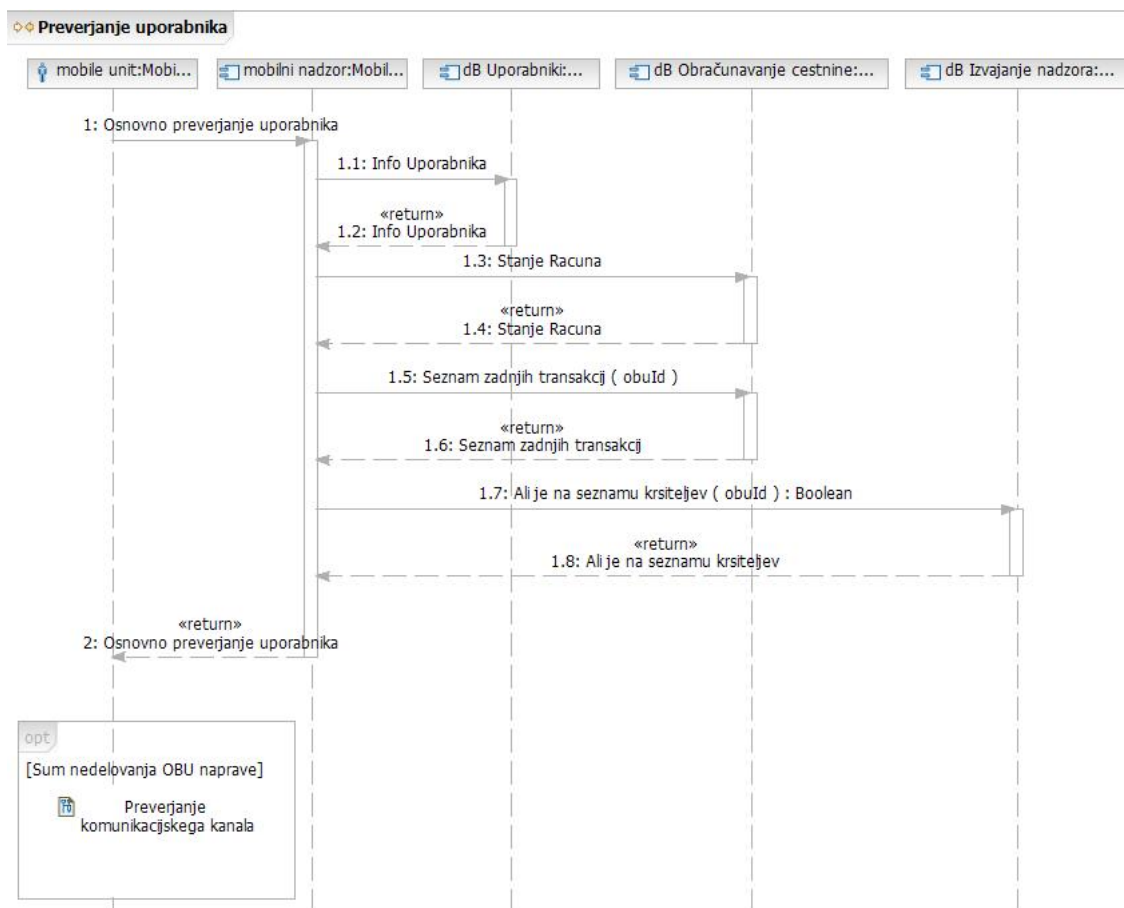 Preverjanje uporabnika
mobile unit:Mobi...
mobilni nadzor:Mobil...
dB Uporabniki:...
dB Obračunavanje cestnine:...
dB Izvajanje nadzora:...
1: Osnovno preverjanje uporabnika
1.1: Info Uporabnika
«return»
1.2: Info Uporabnika
1.3: Stanje Racuna
«return»
1.4: Stanje Racuna
1.5: Seznam zadnjih transakcij ( obuId )
«return»
1.6: Seznam zadnjih transakcij
1.7: Ali je na seznamu krsiteljev ( obuId ) : Boolean
«return»
1.8: Ali je na seznamu krsiteljev
«return»
2: Osnovno preverjanje uporabnika
opt
[Sum nedelovanja OBU naprave]
Preverjanje
komunikacijskega kanala